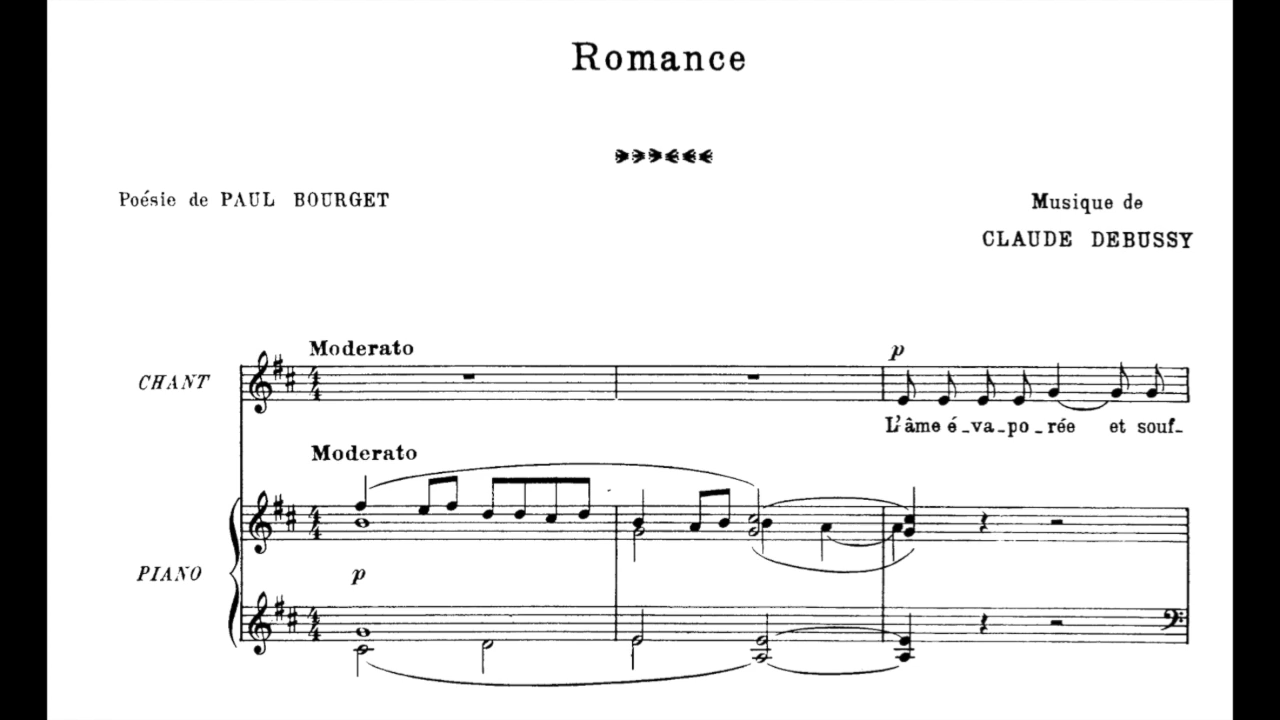 Romance
Poésie de PAUL BOURGET
Musique de
CLAUDE DEBUSSY
Moderato
p
CHANT
L'âme é_va_po_rée et souf_
Moderato
PIANO
p